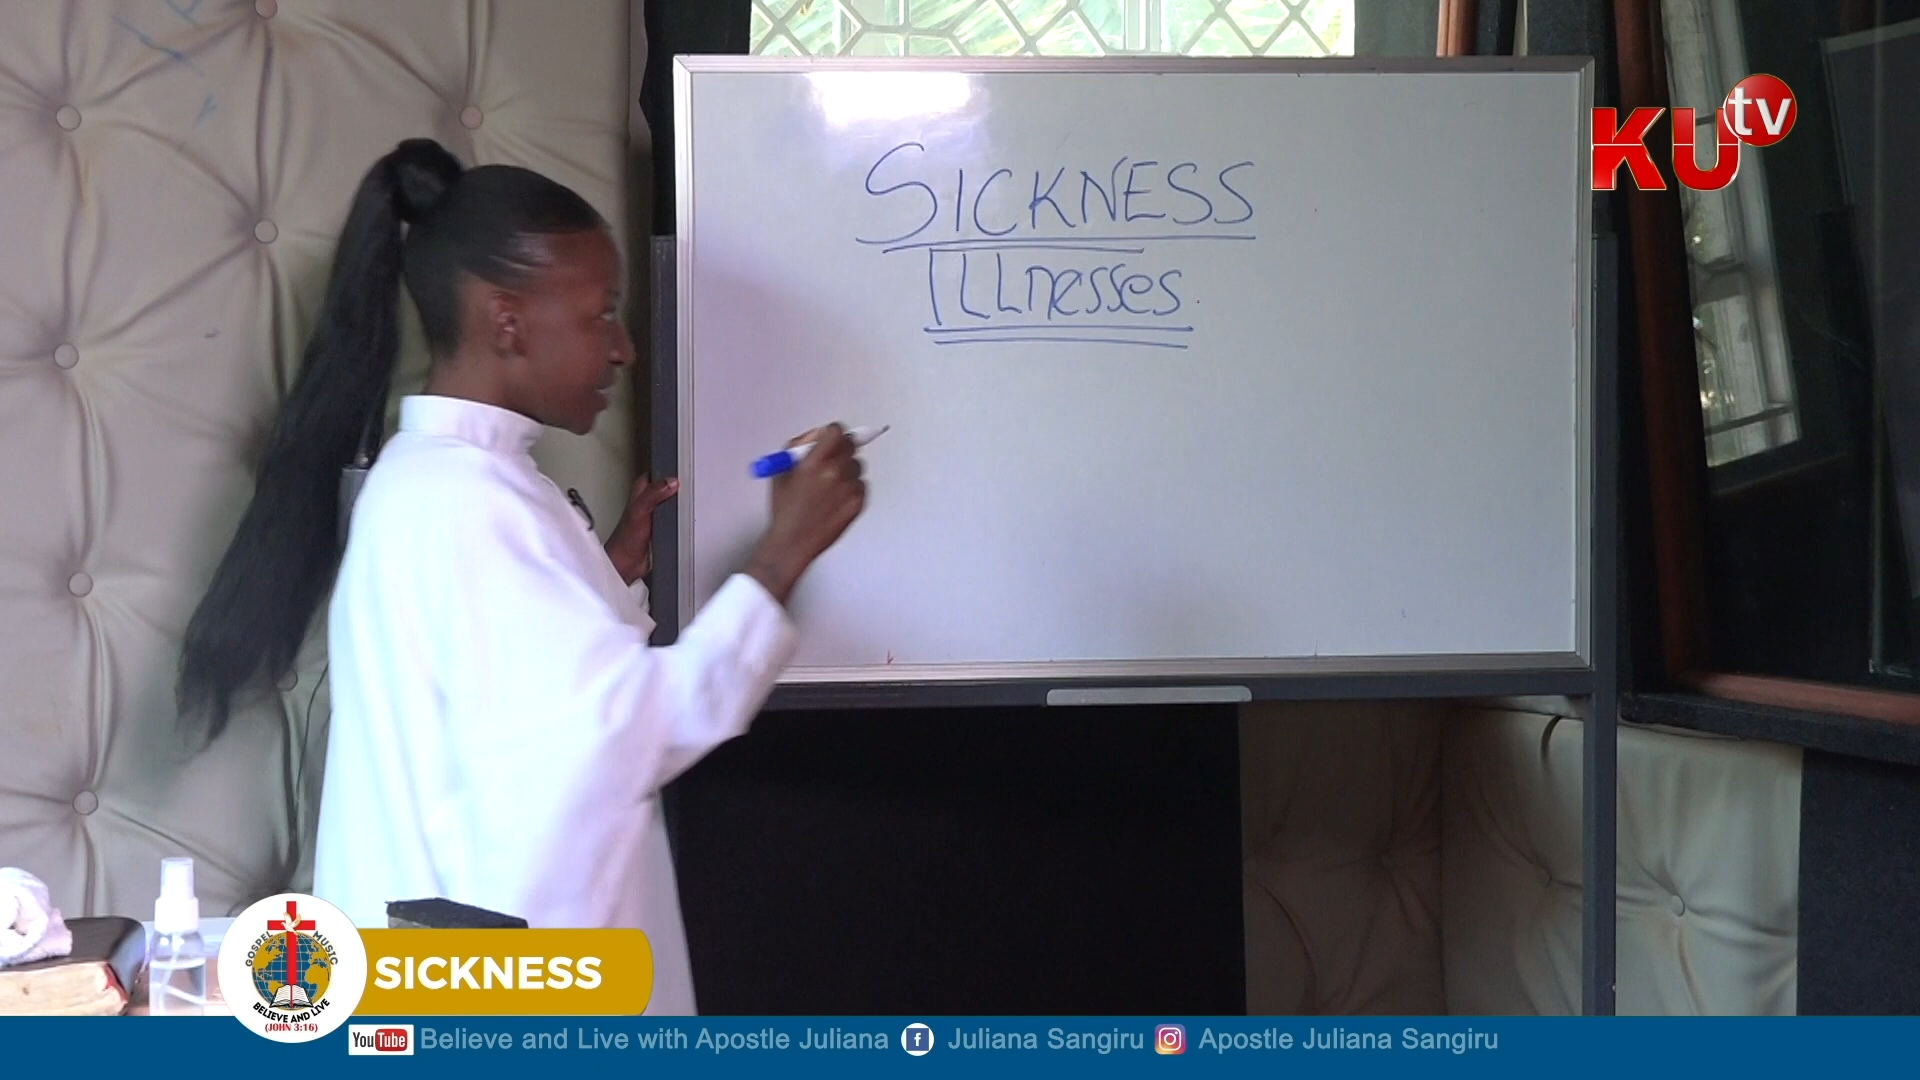 SICKNESS
ILLnesses.
KU tv
GOSPEL MUSIC
BELIEVE AND LIVE
(JOHN 3:16)
SICKNESS
YouTube Believe and Live with Apostle Juliana f Juliana Sangiru Apostle Juliana Sangiru